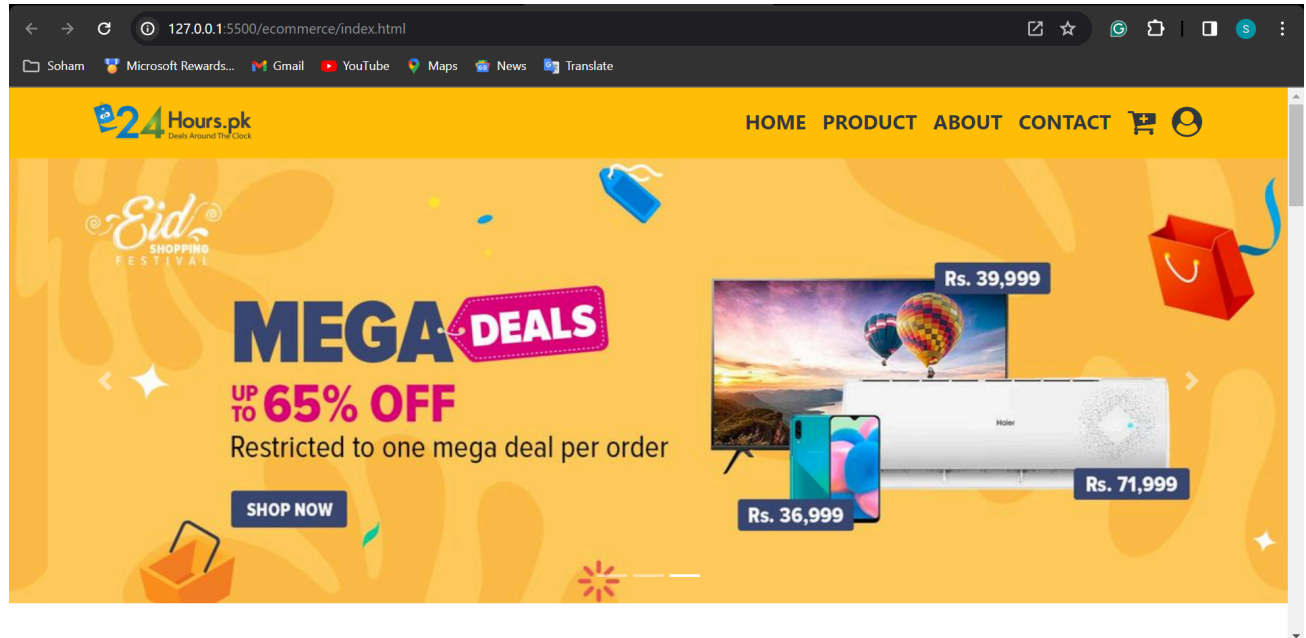 127.0.0.1:5500/ecommerce/index.html
S
Soham Microsoft Rewards... Gmail YouTube Maps News Translate
24 Hours.pk
Deals Around The Clock
HOME PRODUCT ABOUT CONTACT
Eid
SHOPPING
FESTIVAL
Rs. 39,999
MEGA DEALS
UP TO 65% OFF
Haier
Restricted to one mega deal per order
Rs. 71,999
SHOP NOW
Rs. 36,999